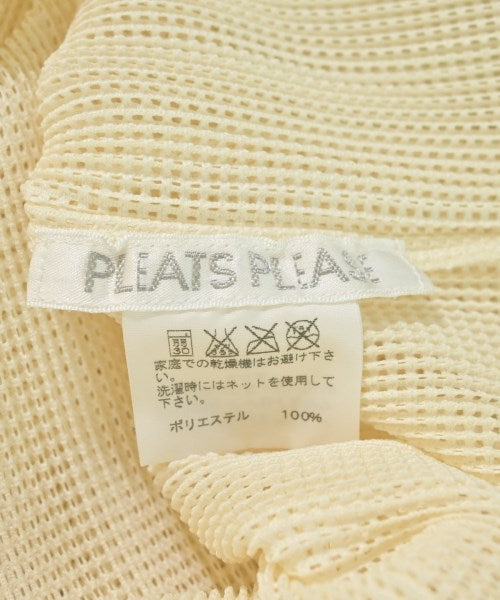 PLEATS PLEASE
30
家庭での乾燥機はお避け下さ
い。
洗濯時にはネットを使用して
下さい。
ポリエステル 100%